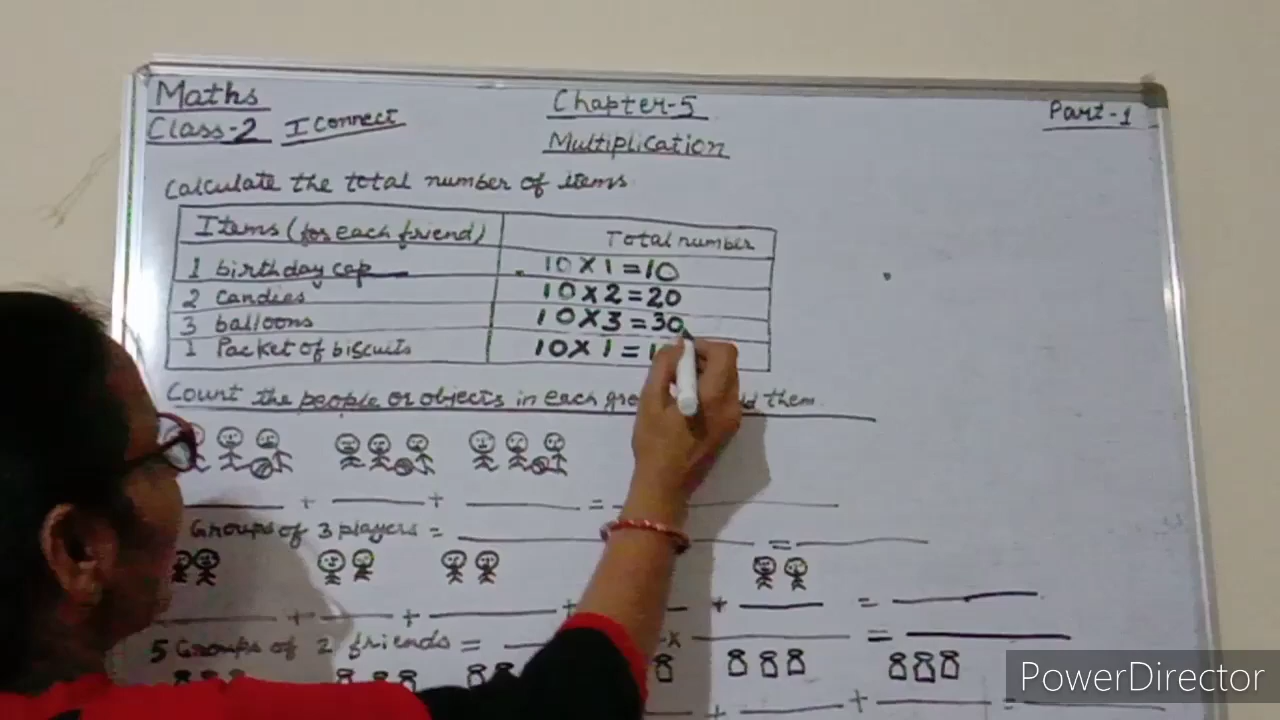 Maths
Chapter-5
Part-1
Class-2 I Connect
Multiplication
Calculate the total number of items
Items (for each friend) Total number
1 birthday cap 10 X 1 = 10
2 Candies 10 X 2 = 20
3 balloons 10 X 3 = 30
1 Packet of biscuits 10 X 1 =
Count the people or objects in each them.
+ + =
Groups of 3 players = =
+ + + + =
5 Groups of 2 friends = X =
+ + =
PowerDirector